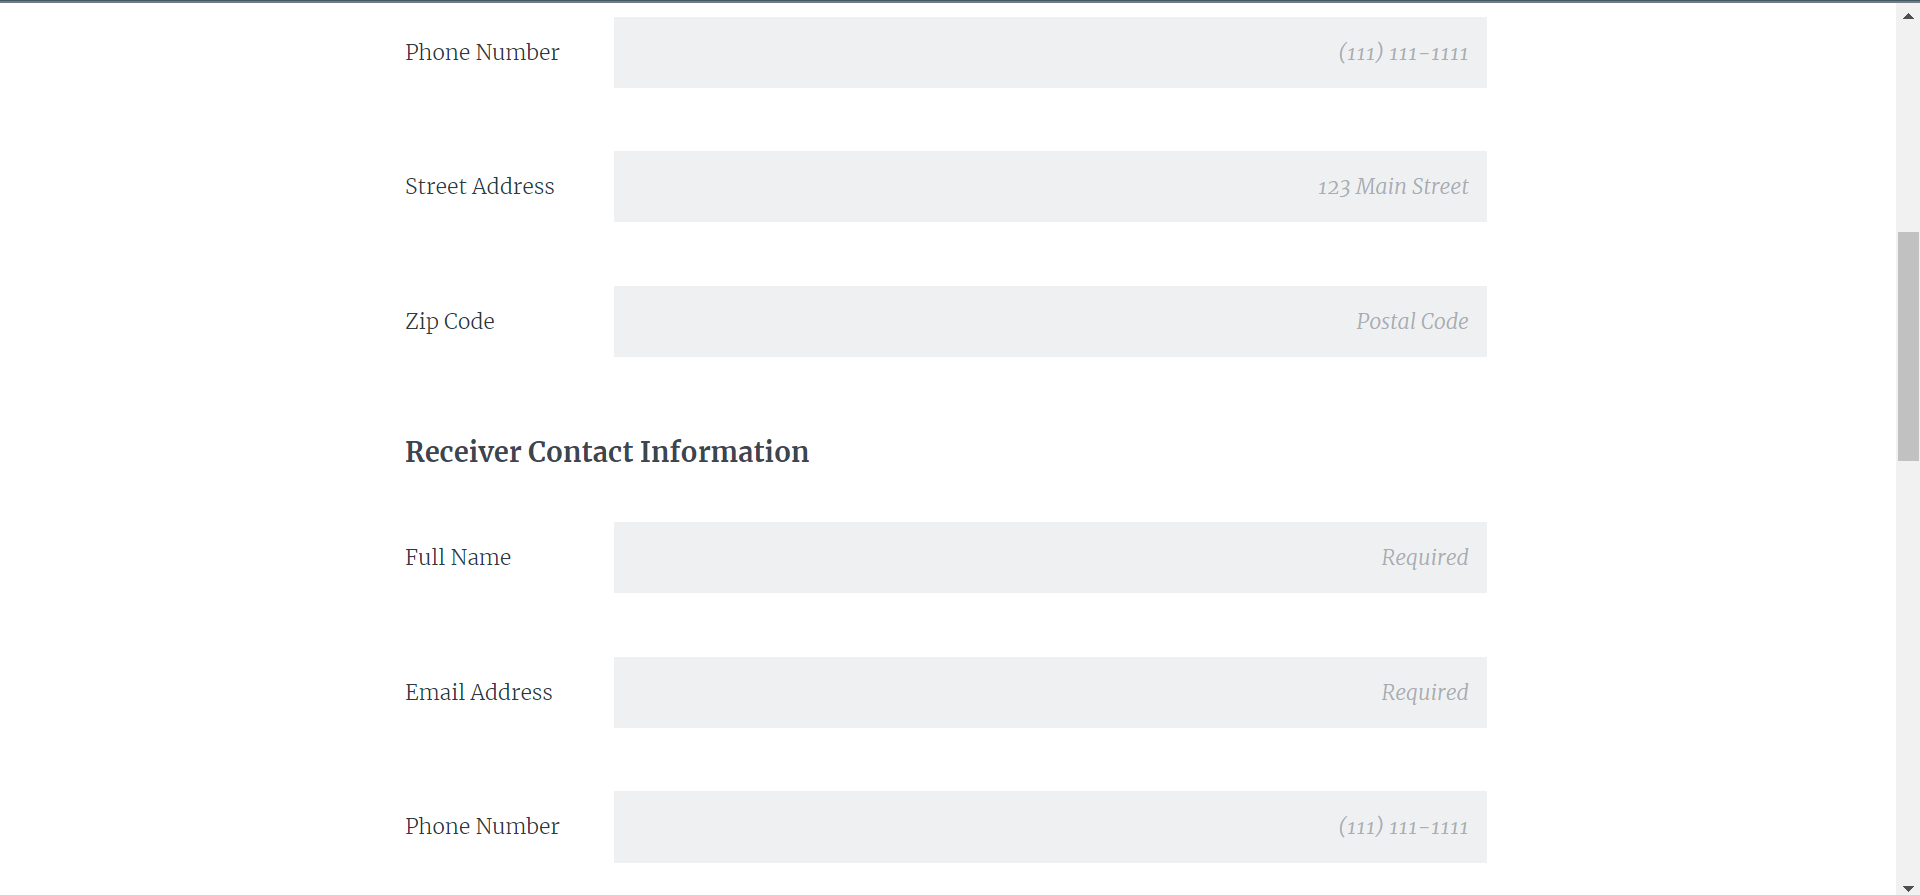 Phone Number (111) 111-1111
Street Address 123 Main Street
Zip Code Postal Code
Receiver Contact Information
Full Name Required
Email Address Required
Phone Number (111) 111-1111